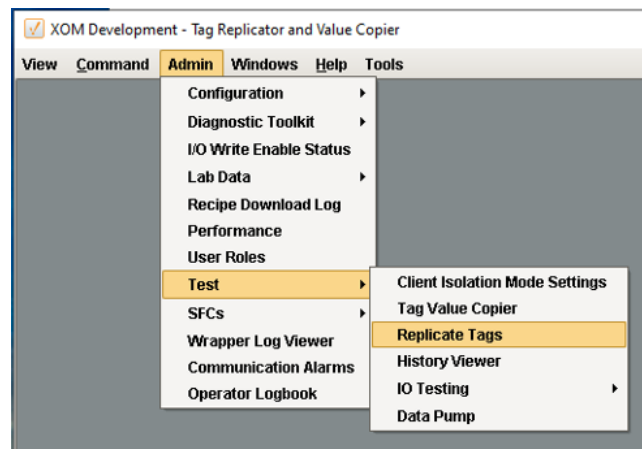 XOM Development - Tag Replicator and Value Copier
View Command Admin Windows Help Tools
Configuration
Diagnostic Toolkit
I/O Write Enable Status
Lab Data
Recipe Download Log
Performance
User Roles
Test
SFCs
Wrapper Log Viewer
Communication Alarms
Operator Logbook
Client Isolation Mode Settings
Tag Value Copier
Replicate Tags
History Viewer
IO Testing
Data Pump